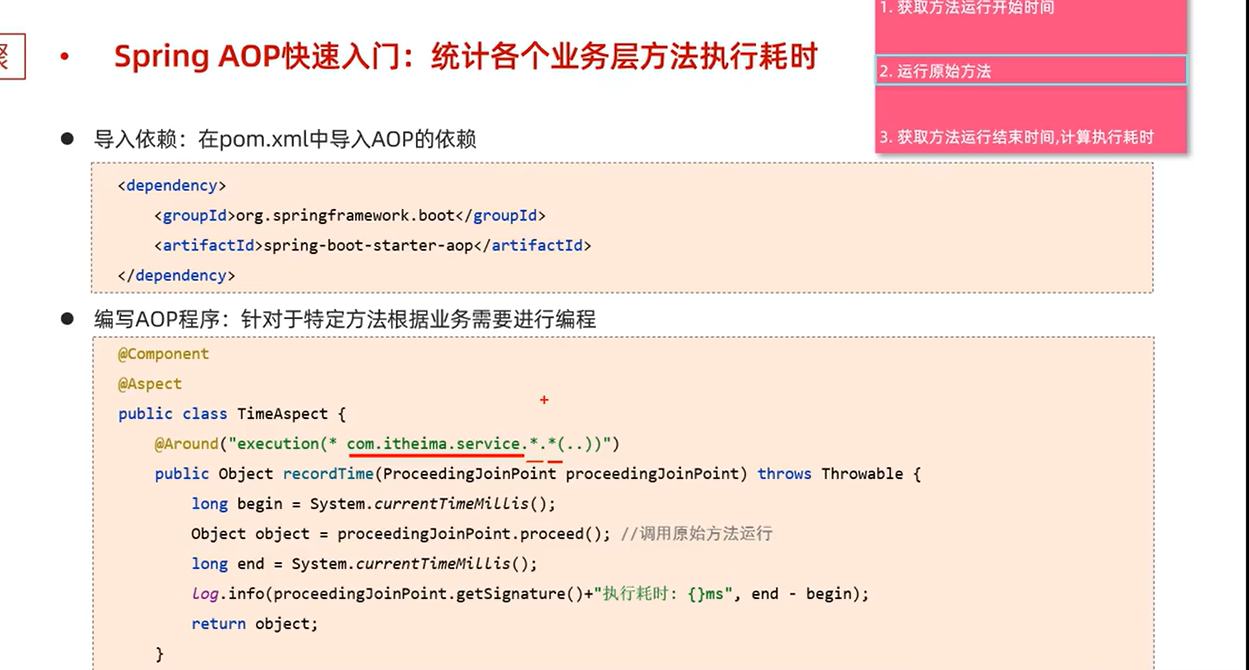 1. 获取方法运行开始时间
2. 运行原始方法
3. 获取方法运行结束时间,计算执行耗时
• Spring AOP快速入门：统计各个业务层方法执行耗时
● 导入依赖：在pom.xml中导入AOP的依赖
<dependency>
    <groupId>org.springframework.boot</groupId>
    <artifactId>spring-boot-starter-aop</artifactId>
</dependency>
● 编写AOP程序：针对于特定方法根据业务需要进行编程
@Component
@Aspect
public class TimeAspect {
    @Around("execution(* com.itheima.service.*.*(..))")
    public Object recordTime(ProceedingJoinPoint proceedingJoinPoint) throws Throwable {
        long begin = System.currentTimeMillis();
        Object object = proceedingJoinPoint.proceed(); //调用原始方法运行
        long end = System.currentTimeMillis();
        log.info(proceedingJoinPoint.getSignature()+"执行耗时: {}ms", end - begin);
        return object;
    }